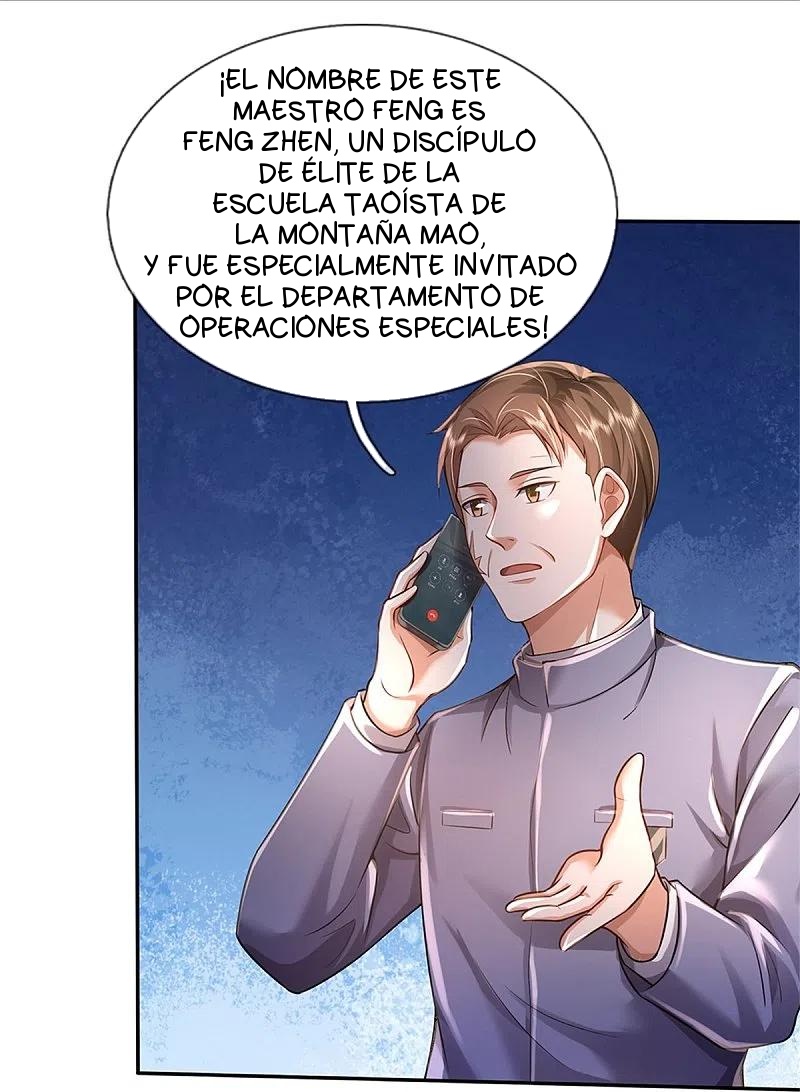 ¡EL NOMBRE DE ESTE
MAESTRO FENG ES
FENG ZHEN, UN DISCÍPULO
DE ÉLITE DE LA
ESCUELA TAOÍSTA DE
LA MONTAÑA MAO,
Y FUE ESPECIALMENTE INVITADO
POR EL DEPARTAMENTO DE
OPERACIONES ESPECIALES!